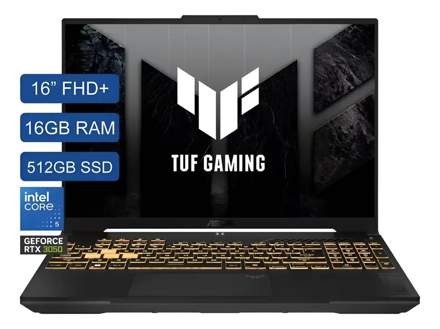 16” FHD+
16GB RAM
512GB SSD
intel
CORE
5
GEFORCE
RTX 3050
TUF GAMING